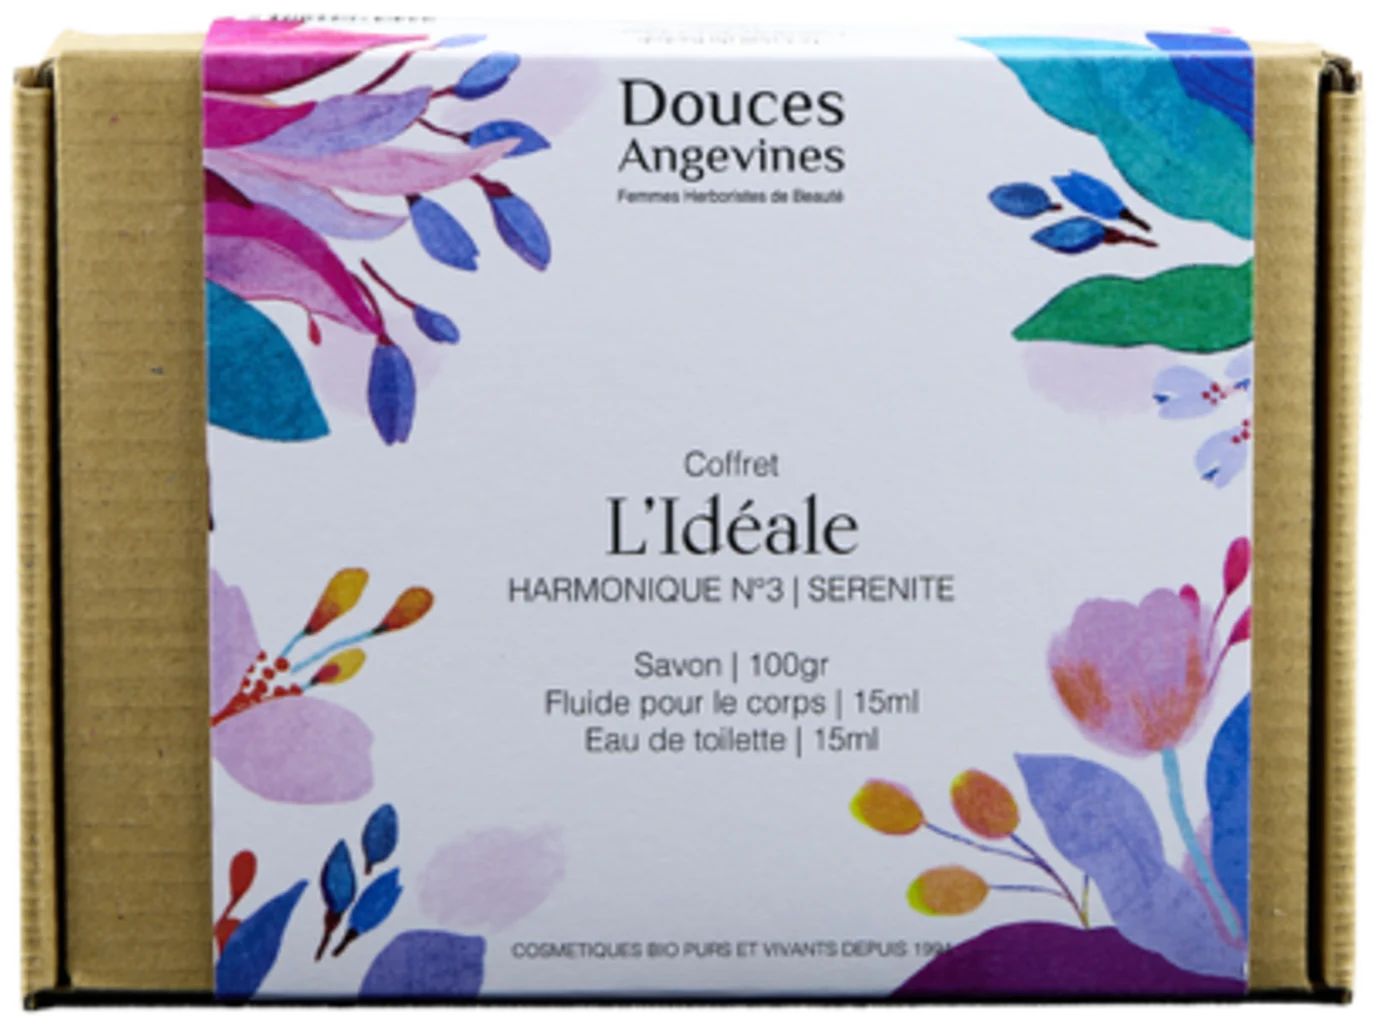 Douces
Angevines
Femmes Herboristes de Beauté
Coffret
L'Idéale
HARMONIQUE N°3 | SERENITE
Savon | 100gr
Fluide pour le corps | 15ml
Eau de toilette | 15ml
COSMETIQUES BIO PURS ET VIVANTS DEPUIS 1994